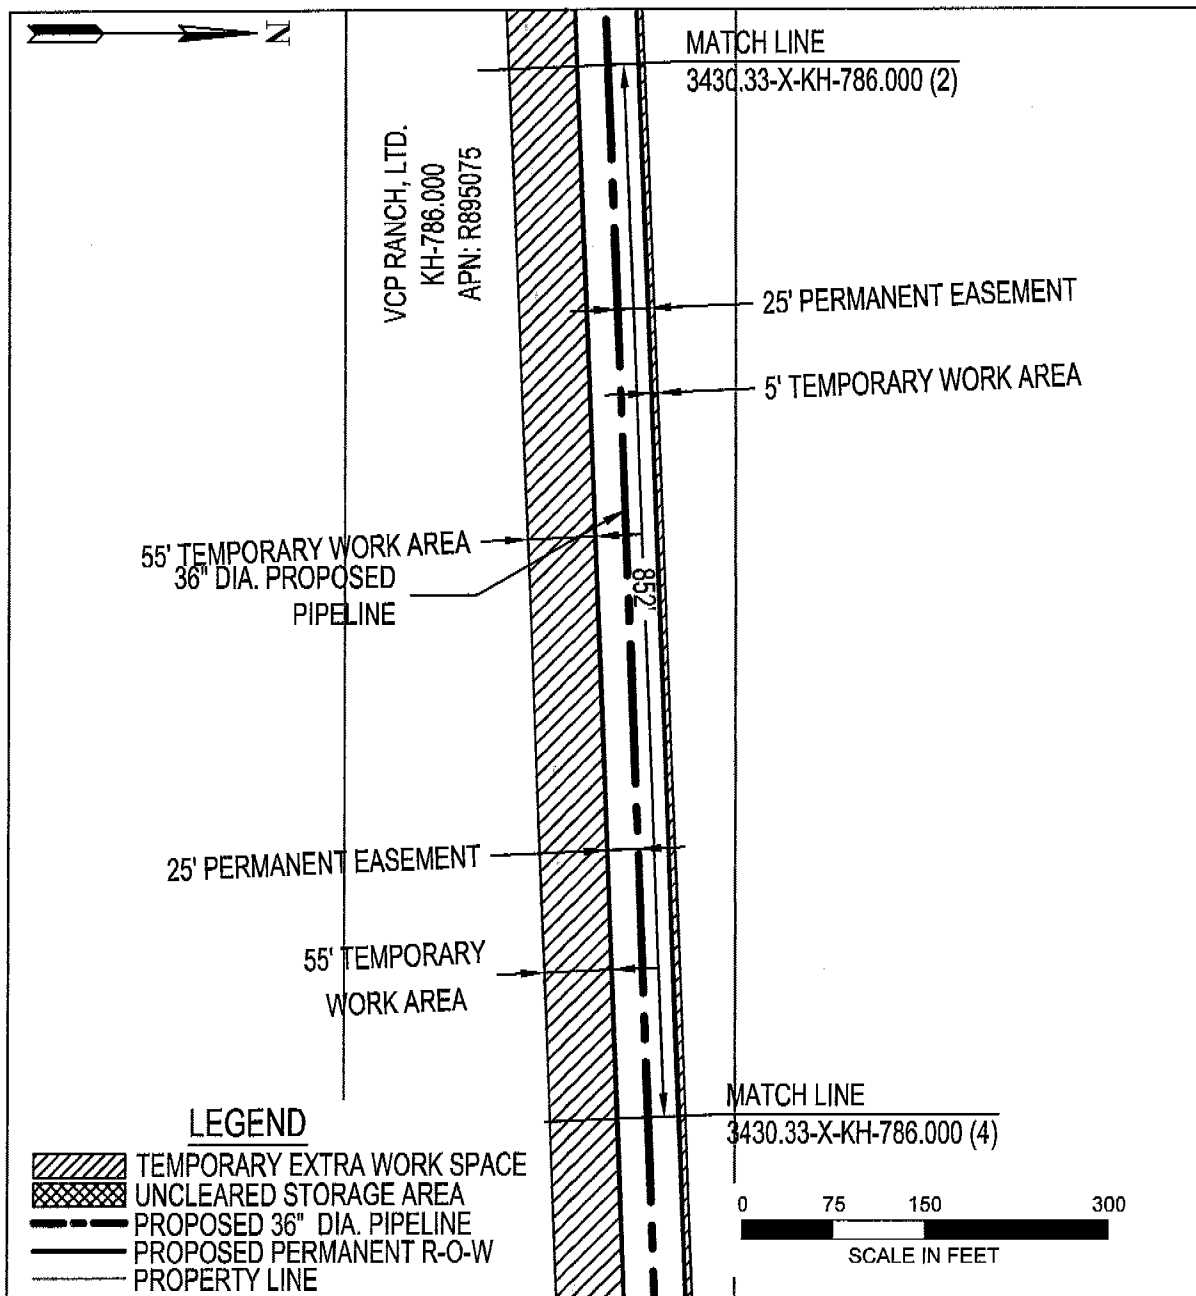 N
MATCH LINE
3430.33-X-KH-786.000 (2)
VCP RANCH, LTD.
KH-786.000
APN: R895075
25' PERMANENT EASEMENT
5' TEMPORARY WORK AREA
55' TEMPORARY WORK AREA
36" DIA. PROPOSED
PIPELINE
852'
25' PERMANENT EASEMENT
55' TEMPORARY
WORK AREA
MATCH LINE
3430.33-X-KH-786.000 (4)
LEGEND
TEMPORARY EXTRA WORK SPACE
UNCLEARED STORAGE AREA
PROPOSED 36" DIA. PIPELINE
PROPOSED PERMANENT R-O-W
PROPERTY LINE
0 75 150 300
SCALE IN FEET